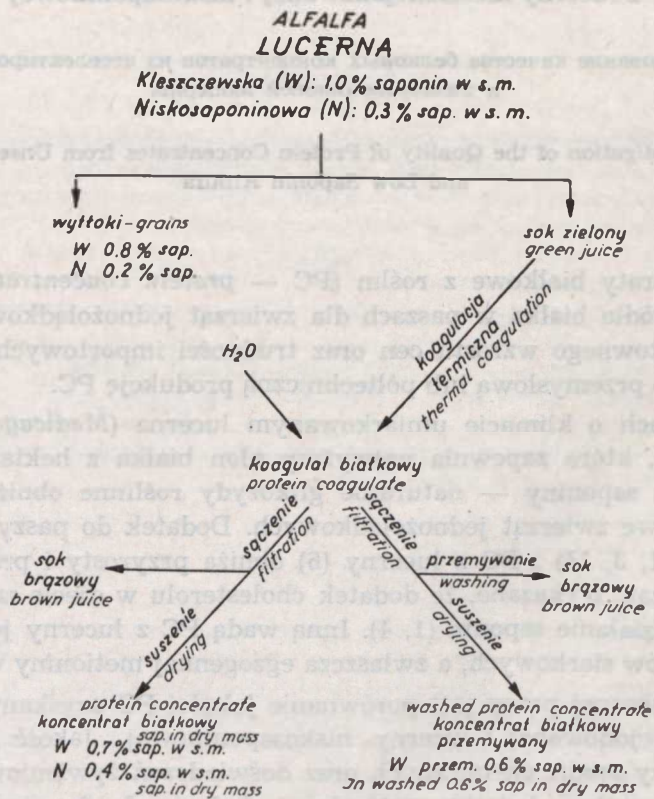 ALFALFA
LUCERNA
Kleszczewska (W): 1.0 % saponin w s.m.
Niskosaponinowa (N): 0,3 % sap. w s.m.
wytłoki-grains
W 0.8 % sap.
N 0.2 % sap.
sok zielony
green juice
koagulacja
termiczna
thermal coagulation
H₂O
koagulat białkowy
protein coagulate
sączenie
filtration
sączenie
filtration
sok
brązowy
brown juice
przemywanie
washing
sok
brązowy
brown juice
suszenie
drying
suszenie
drying
protein concentrate
koncentrat białkowy
sap. in dry mass
W 0,7 % sap. w s.m.
N 0,4 % sap. w s.m.
sap. in dry mass
washed protein concentrate
koncentrat białkowy
przemywany
W przem. 0,6 % sap. w s.m.
In washed 0.6 % sap in dry mass